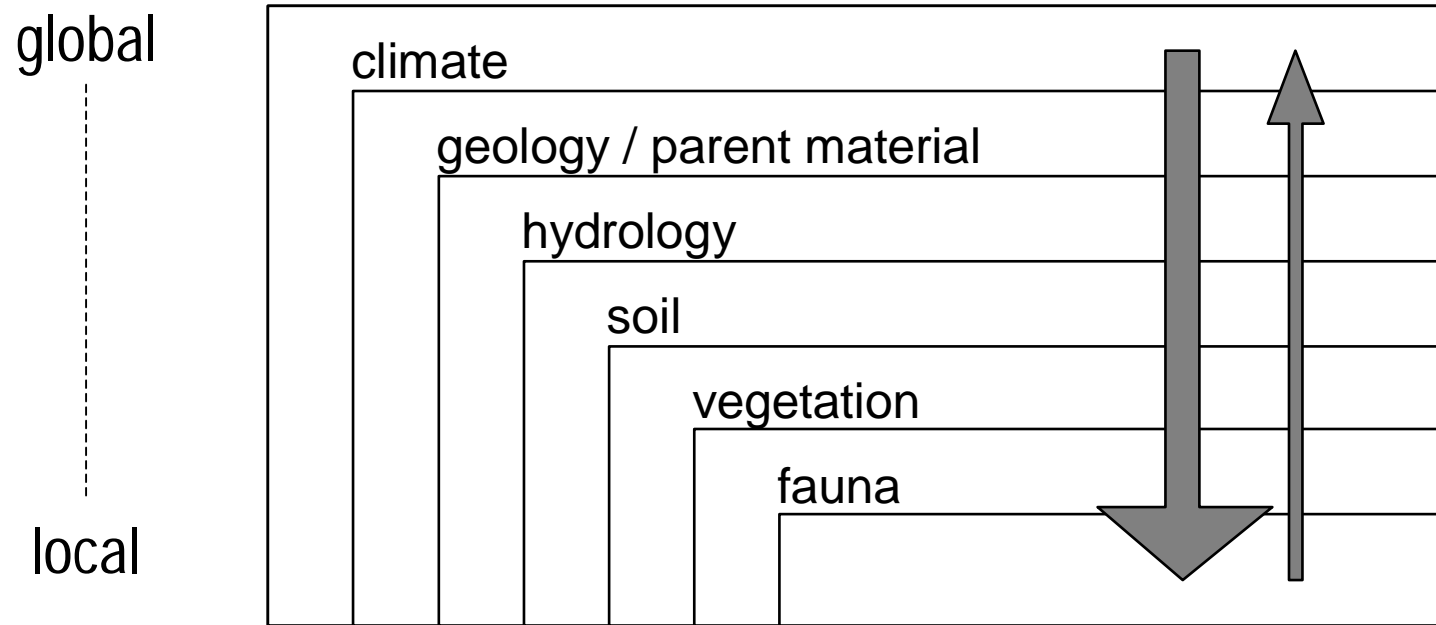 global
climate
geology / parent material
hydrology
soil
vegetation
fauna
local